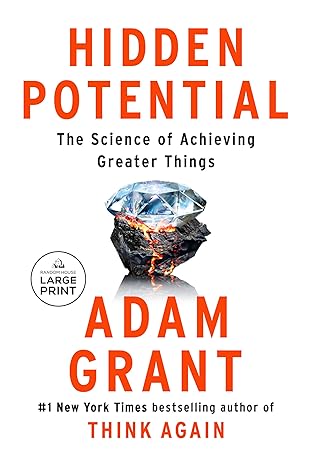 HIDDEN
POTENTIAL
The Science of Achieving
Greater Things
RANDOM HOUSE
LARGE
PRINT
ADAM
GRANT
#1 New York Times bestselling author of
THINK AGAIN